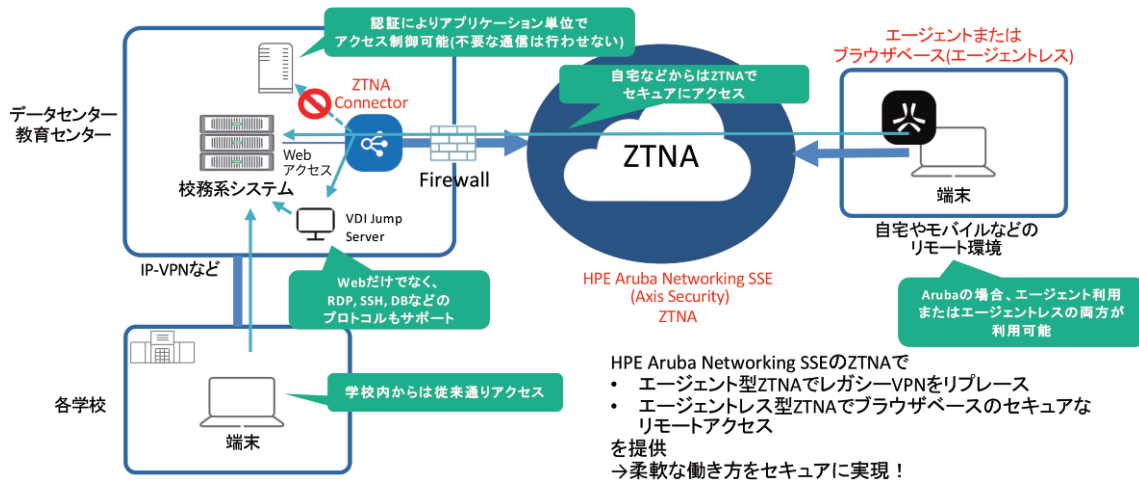 認証によりアプリケーション単位で
アクセス制御可能(不要な通信は行わせない)
エージェントまたは
ブラウザベース(エージェントレス)
ZTNA
Connector
自宅などからはZTNAで
セキュアにアクセス
データセンター
教育センター
Web
アクセス
Firewall
ZTNA
端末
校務系システム
VDI Jump
Server
自宅やモバイルなどの
リモート環境
IP-VPNなど
Webだけでなく、
RDP, SSH, DBなどの
プロトコルもサポート
HPE Aruba Networking SSE
(Axis Security)
ZTNA
Arubaの場合、エージェント利用
またはエージェントレスの両方が
利用可能
各学校
学校内からは従来通りアクセス
端末
HPE Aruba Networking SSEのZTNAで
• エージェント型ZTNAでレガシーVPNをリプレース
• エージェントレス型ZTNAでブラウザベースのセキュアな
リモートアクセス
を提供
→柔軟な働き方をセキュアに実現！